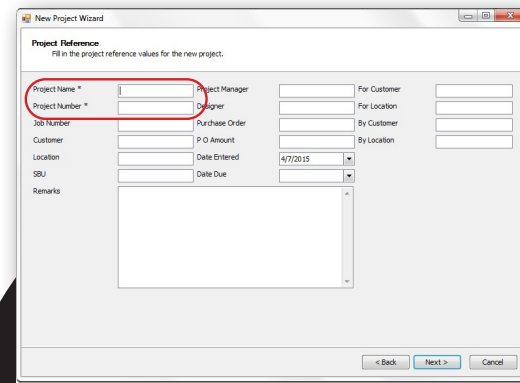 New Project Wizard
Project Reference
Fill in the project reference values for the new project.
Project Name * Project Manager For Customer
Project Number * Designer For Location
Job Number Purchase Order By Customer
Customer P O Amount By Location
Location Date Entered 4/7/2015
SBU Date Due
Remarks
< Back Next > Cancel